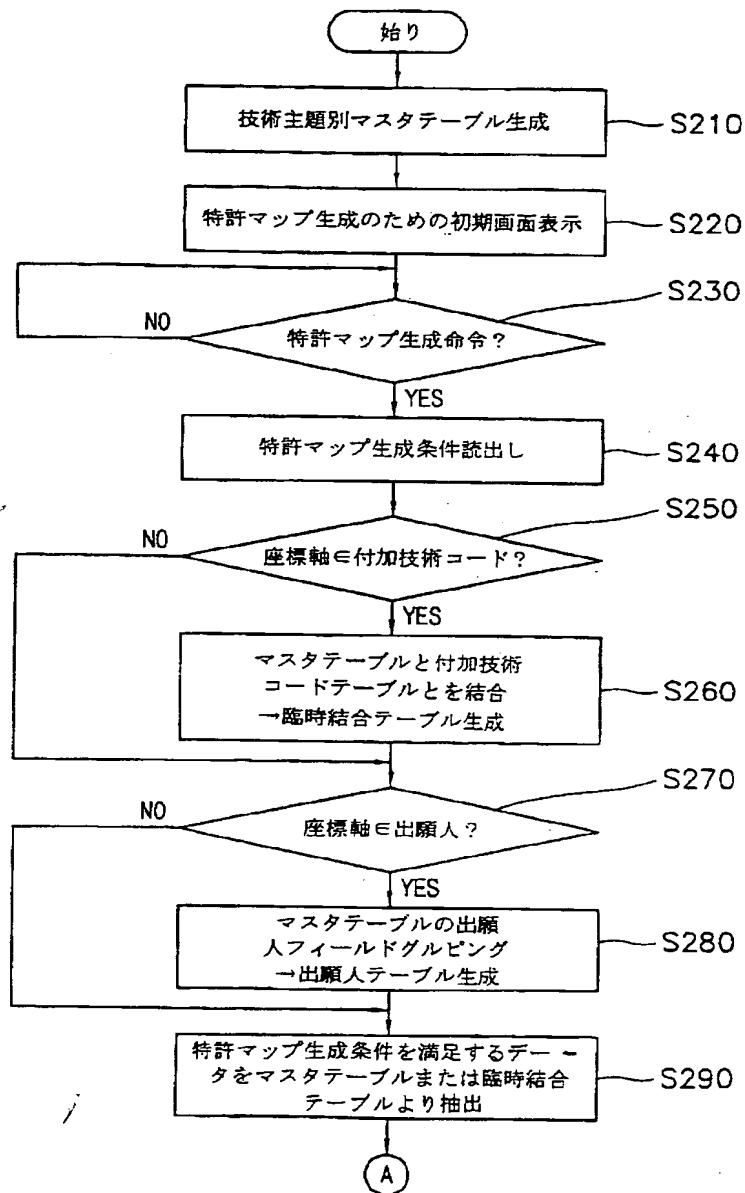 始り
技術主題別マスタテーブル生成
S210
特許マップ生成のための初期画面表示
S220
S230
NO
特許マップ生成命令?
YES
特許マップ生成条件読出し
S240
S250
NO
座標軸∈付加技術コード?
YES
マスタテーブルと付加技術
コードテーブルとを結合
→臨時結合テーブル生成
S260
S270
NO
座標軸∈出願人?
YES
マスタテーブルの出願
人フィールドグルピング
→出願人テーブル生成
S280
特許マップ生成条件を満足するデー
タをマスタテーブルまたは臨時結合
テーブルより抽出
S290
A